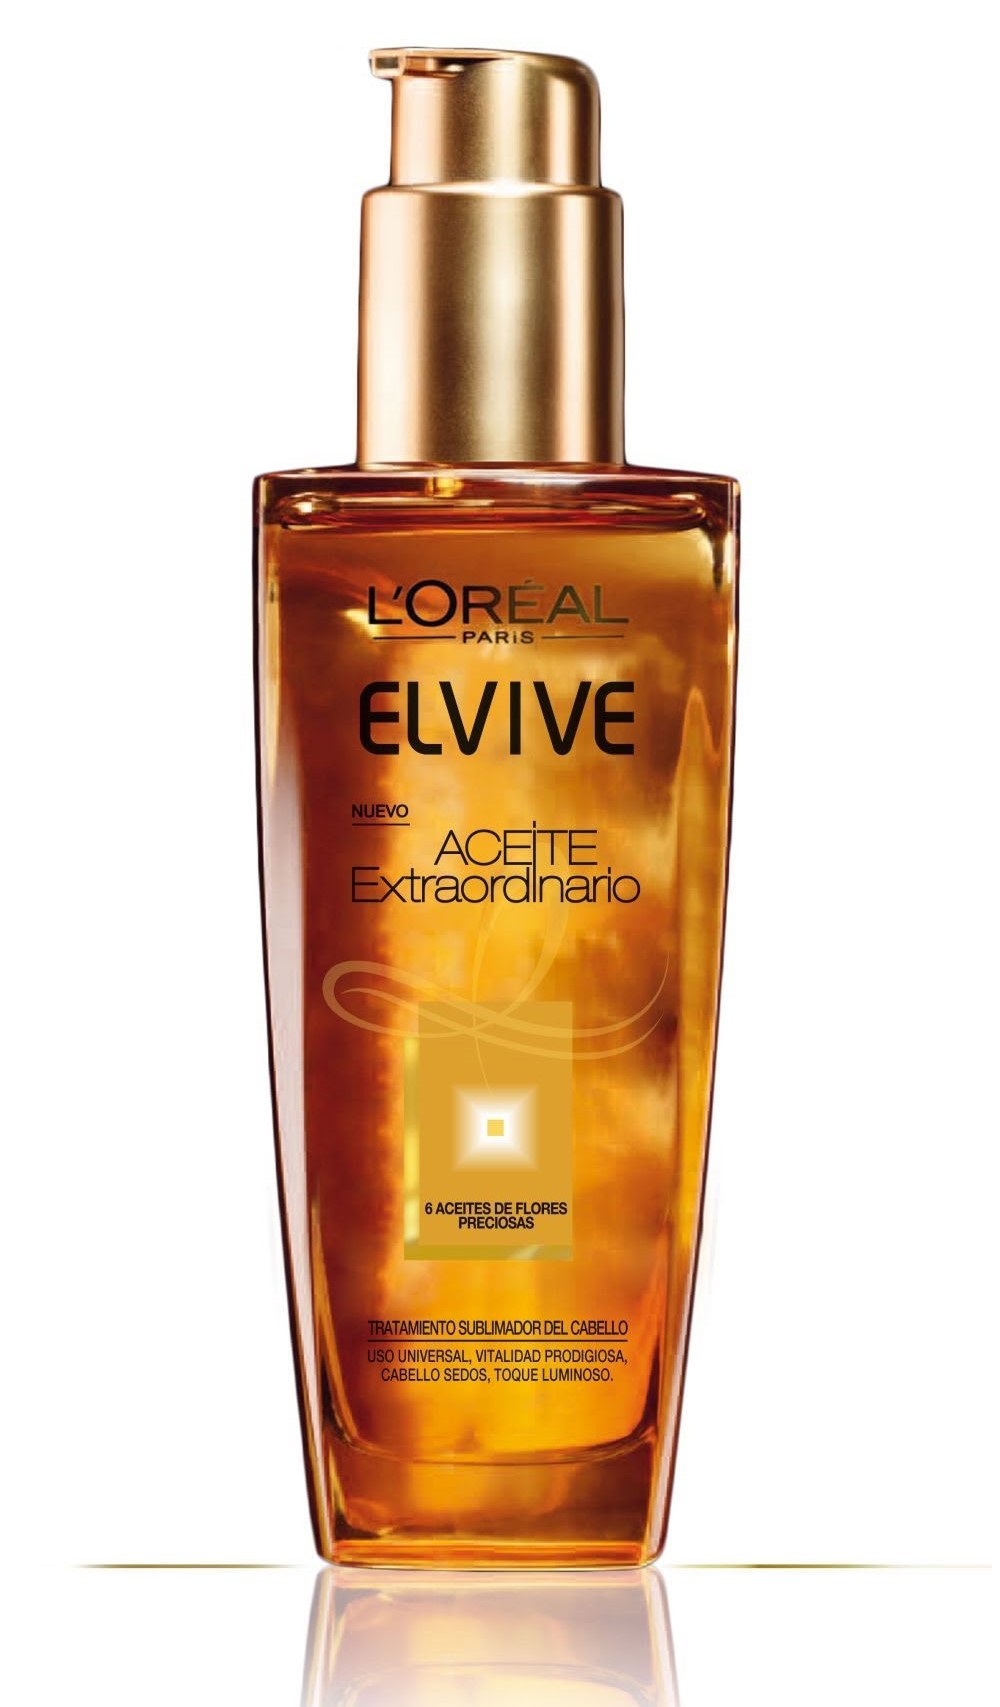 L'ORÉAL
PARIS
ELVIVE
NUEVO
ACEITE
Extraordinario
6 ACEITES DE FLORES
PRECIOSAS
TRATAMIENTO SUBLIMADOR DEL CABELLO
USO UNIVERSAL, VITALIDAD PRODIGIOSA,
CABELLO SEDOS, TOQUE LUMINOSO.